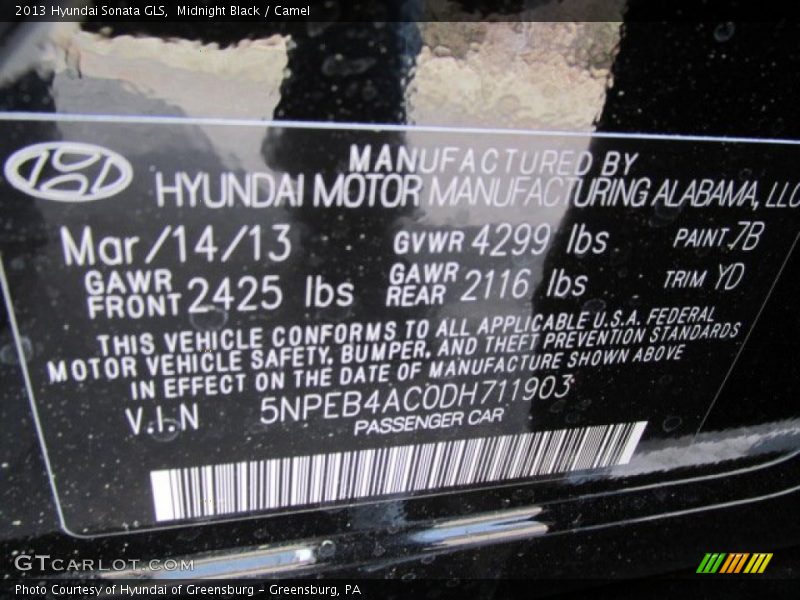 2013 Hyundai Sonata GLS, Midnight Black / Camel
MANUFACTURED BY
HYUNDAI MOTOR MANUFACTURING ALABAMA, LLC
Mar/14/13 GVWR 4299 lbs PAINT 7B
GAWR FRONT 2425 lbs GAWR REAR 2116 lbs TRIM YD
THIS VEHICLE CONFORMS TO ALL APPLICABLE U.S.A. FEDERAL
MOTOR VEHICLE SAFETY, BUMPER, AND THEFT PREVENTION STANDARDS
IN EFFECT ON THE DATE OF MANUFACTURE SHOWN ABOVE
V.I.N 5NPEB4AC0DH711903
PASSENGER CAR
GTCARLOT.COM
Photo Courtesy of Hyundai of Greensburg - Greensburg, PA